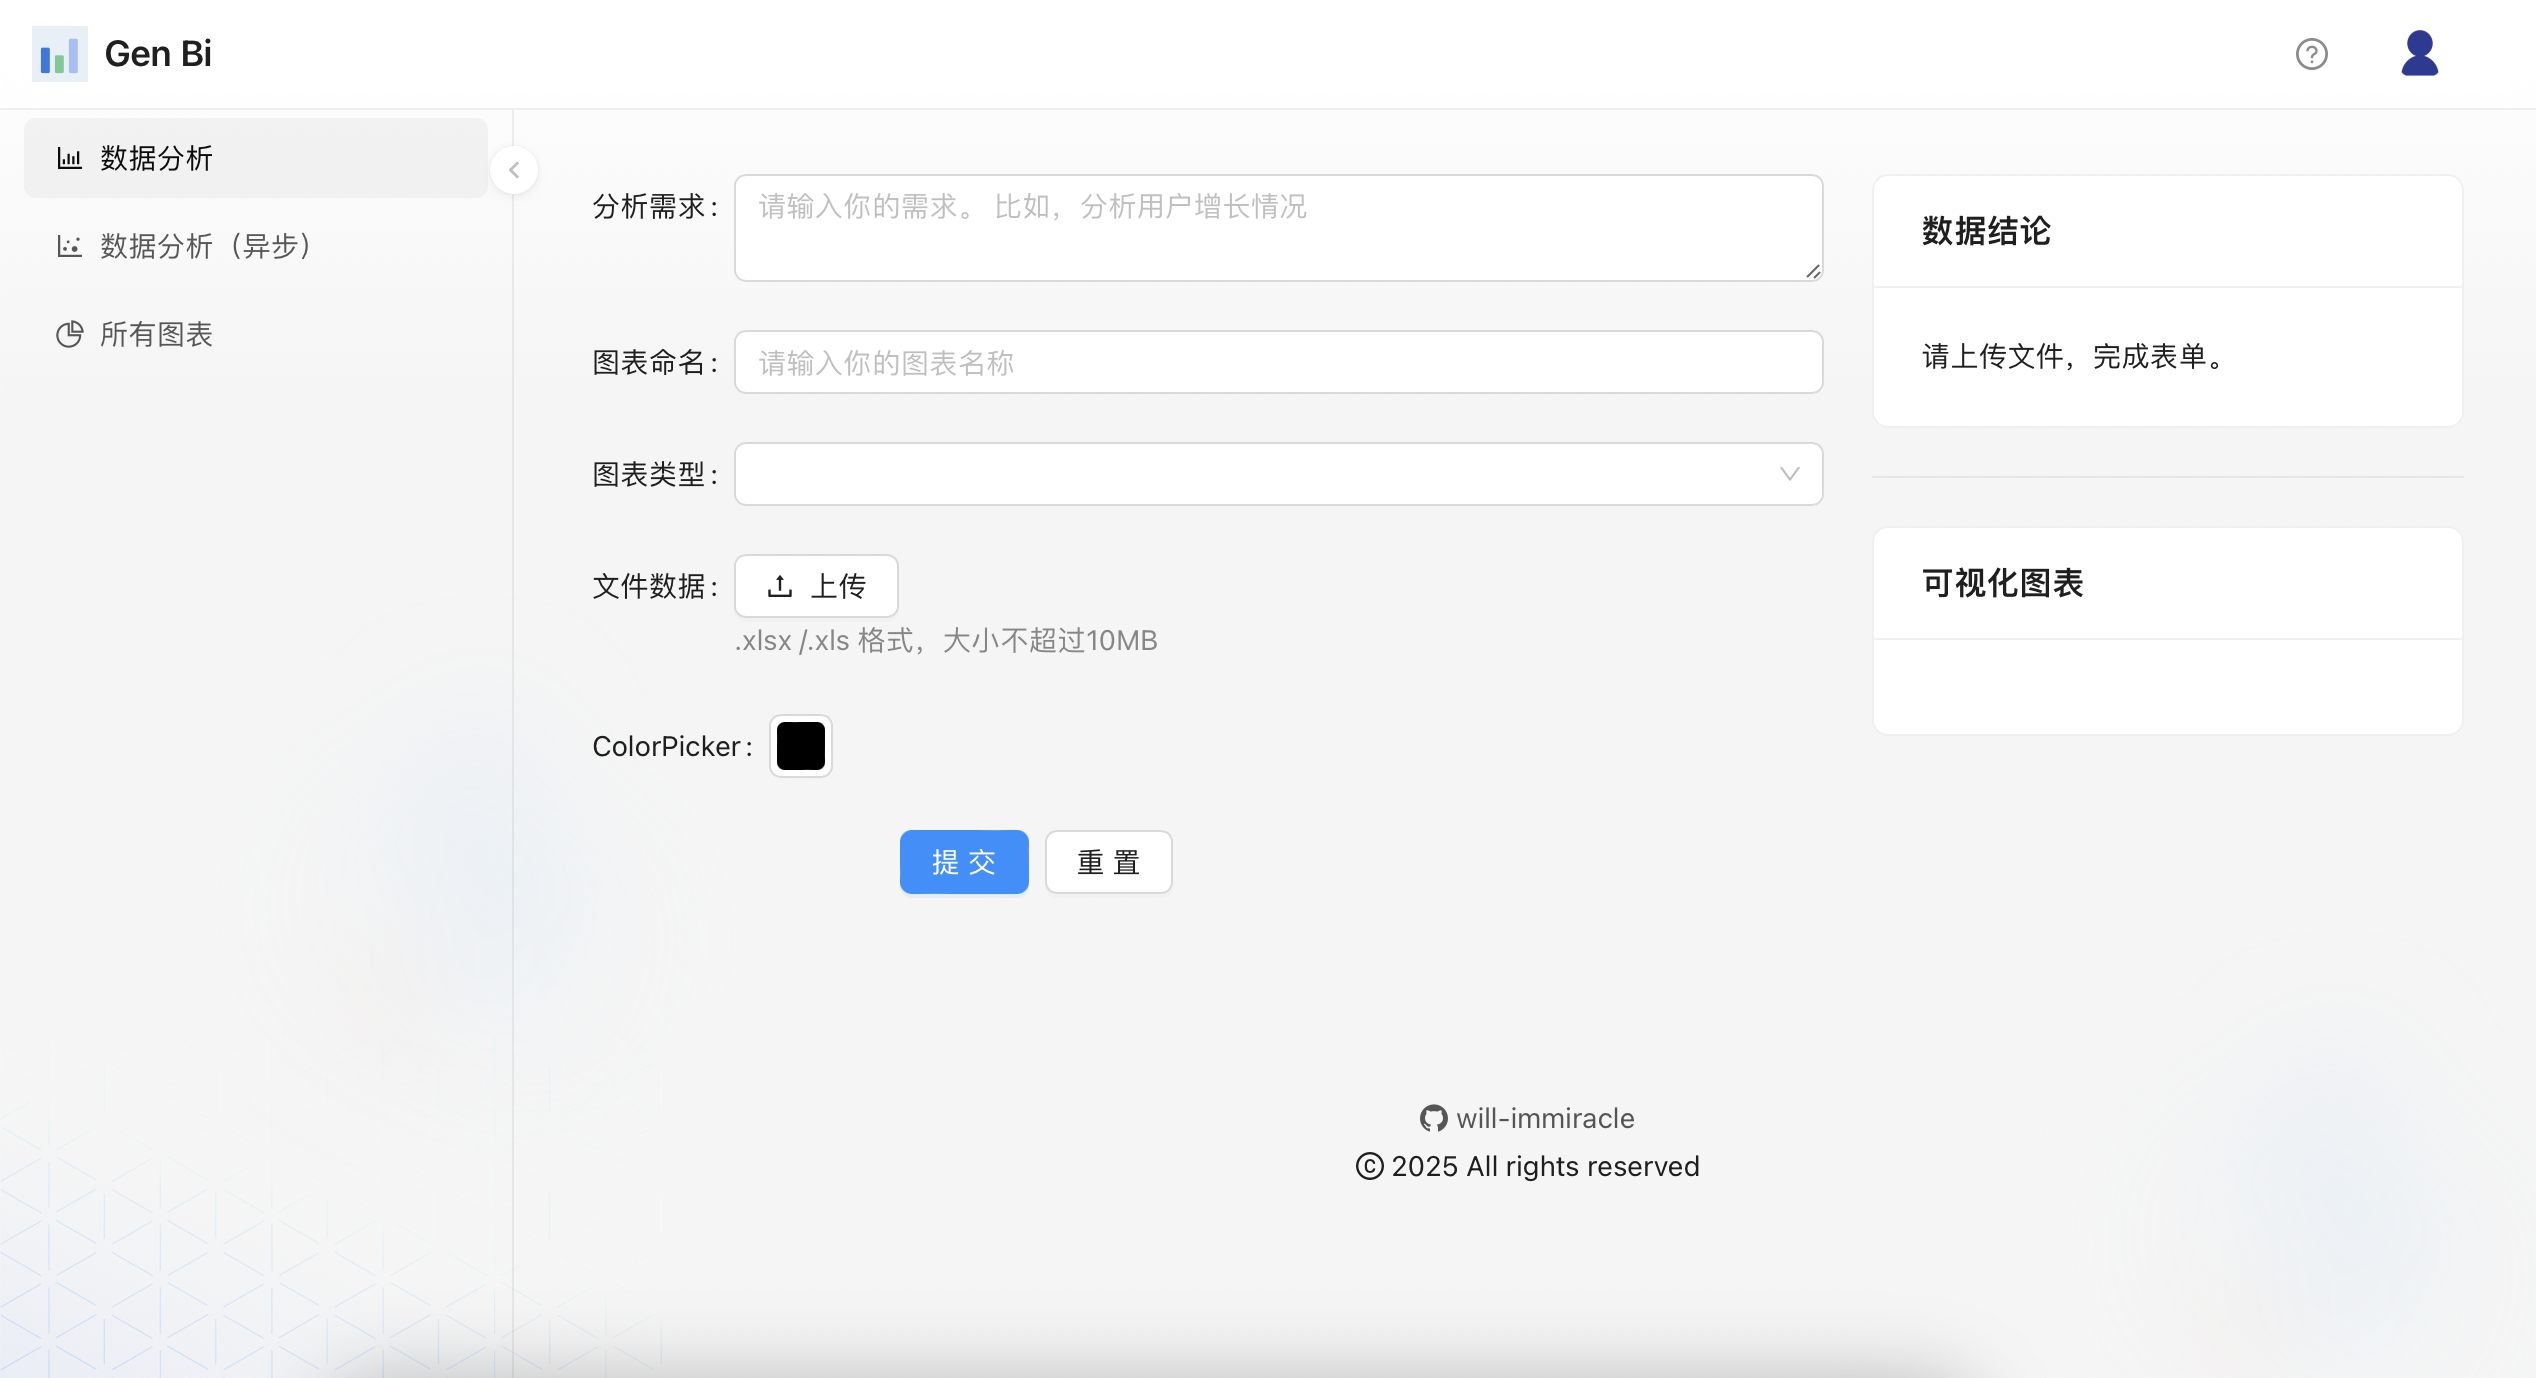 Gen Bi
数据分析
数据分析（异步）
所有图表
分析需求：
请输入你的需求。 比如，分析用户增长情况
图表命名：
请输入你的图表名称
图表类型：
文件数据：
上传
.xlsx /.xls 格式，大小不超过10MB
ColorPicker：
提 交
重 置
数据结论
请上传文件，完成表单。
可视化图表
will-immiracle
© 2025 All rights reserved